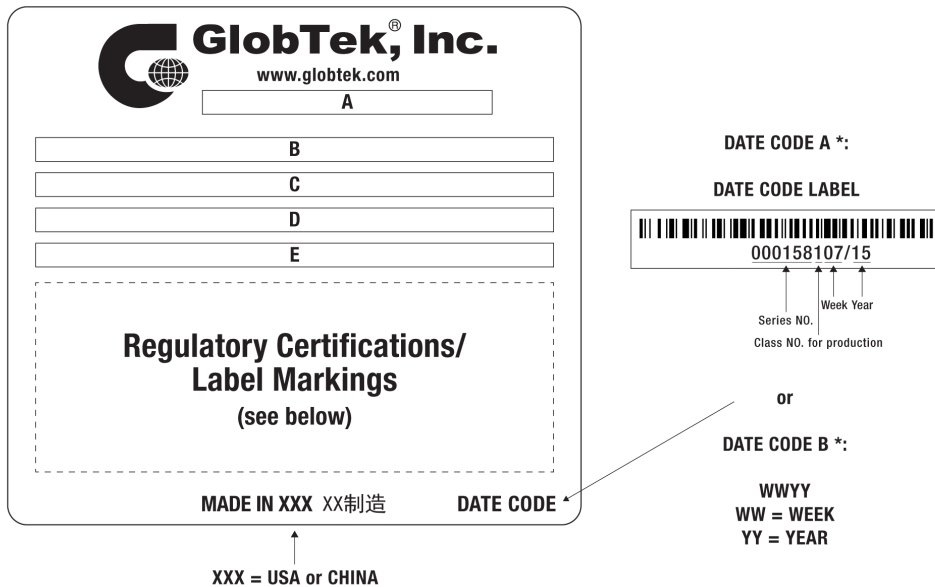 GlobTek®, Inc.
www.globtek.com
A
B
C
D
E
Regulatory Certifications/
Label Markings
(see below)
MADE IN XXX XX制造 DATE CODE
XXX = USA or CHINA
DATE CODE A *:
DATE CODE LABEL
000158107/15
Week Year
Series NO.
Class NO. for production
or
DATE CODE B *:
WWYY
WW = WEEK
YY = YEAR